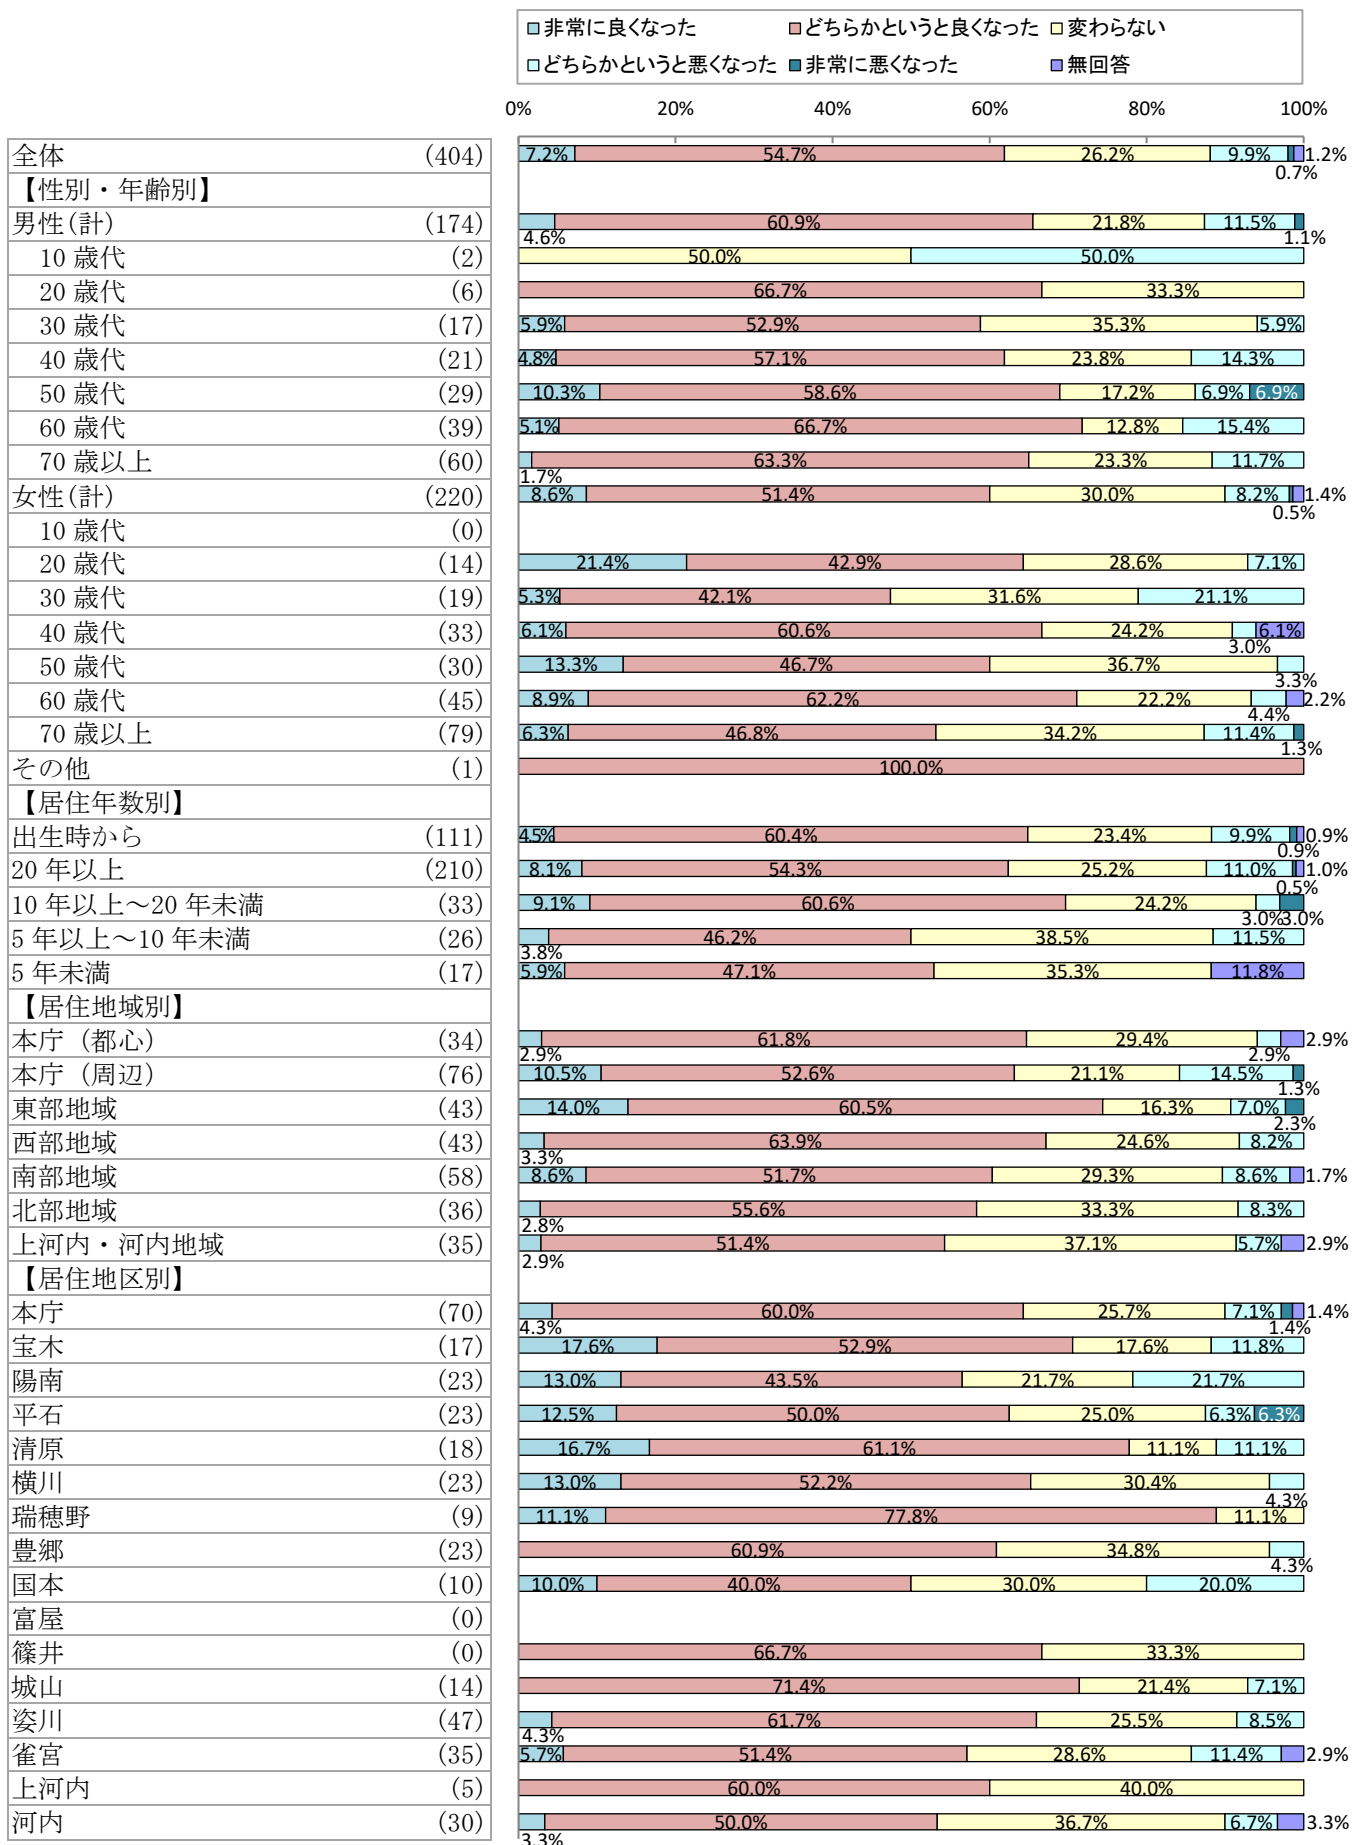 非常に良くなった どちらかというと良くなった 変わらない
どちらかというと悪くなった 非常に悪くなった 無回答
0% 20% 40% 60% 80% 100%
全体 (404) 7.2% 54.7% 26.2% 9.9% 0.7% 1.2%
【性別・年齢別】
男性(計) (174) 4.6% 60.9% 21.8% 11.5% 1.1%
10 歳代 (2) 50.0% 50.0%
20 歳代 (6) 66.7% 33.3%
30 歳代 (17) 5.9% 52.9% 35.3% 5.9%
40 歳代 (21) 4.8% 57.1% 23.8% 14.3%
50 歳代 (29) 10.3% 58.6% 17.2% 6.9% 6.9%
60 歳代 (39) 5.1% 66.7% 12.8% 15.4%
70 歳以上 (60) 1.7% 63.3% 23.3% 11.7%
女性(計) (220) 8.6% 51.4% 30.0% 8.2% 0.5% 1.4%
10 歳代 (0)
20 歳代 (14) 21.4% 42.9% 28.6% 7.1%
30 歳代 (19) 5.3% 42.1% 31.6% 21.1%
40 歳代 (33) 6.1% 60.6% 24.2% 3.0% 6.1%
50 歳代 (30) 13.3% 46.7% 36.7% 3.3%
60 歳代 (45) 8.9% 62.2% 22.2% 4.4% 2.2%
70 歳以上 (79) 6.3% 46.8% 34.2% 11.4% 1.3%
その他 (1) 100.0%
【居住年数別】
出生時から (111) 4.5% 60.4% 23.4% 9.9% 0.9% 0.9%
20 年以上 (210) 8.1% 54.3% 25.2% 11.0% 0.5% 1.0%
10 年以上～20 年未満 (33) 9.1% 60.6% 24.2% 3.0% 3.0%
5 年以上～10 年未満 (26) 3.8% 46.2% 38.5% 11.5%
5 年未満 (17) 5.9% 47.1% 35.3% 11.8%
【居住地域別】
本庁（都心） (34) 2.9% 61.8% 29.4% 2.9% 2.9%
本庁（周辺） (76) 10.5% 52.6% 21.1% 14.5% 1.3%
東部地域 (43) 14.0% 60.5% 16.3% 7.0% 2.3%
西部地域 (43) 3.3% 63.9% 24.6% 8.2%
南部地域 (58) 8.6% 51.7% 29.3% 8.6% 1.7%
北部地域 (36) 2.8% 55.6% 33.3% 8.3%
上河内・河内地域 (35) 2.9% 51.4% 37.1% 5.7% 2.9%
【居住地区別】
本庁 (70) 4.3% 60.0% 25.7% 7.1% 1.4% 1.4%
宝木 (17) 17.6% 52.9% 17.6% 11.8%
陽南 (23) 13.0% 43.5% 21.7% 21.7%
平石 (23) 12.5% 50.0% 25.0% 6.3% 6.3%
清原 (18) 16.7% 61.1% 11.1% 11.1%
横川 (23) 13.0% 52.2% 30.4% 4.3%
瑞穂野 (9) 11.1% 77.8% 11.1%
豊郷 (23) 60.9% 34.8% 4.3%
国本 (10) 10.0% 40.0% 30.0% 20.0%
富屋 (0)
篠井 (0) 66.7% 33.3%
城山 (14) 71.4% 21.4% 7.1%
姿川 (47) 4.3% 61.7% 25.5% 8.5%
雀宮 (35) 5.7% 51.4% 28.6% 11.4% 2.9%
上河内 (5) 60.0% 40.0%
河内 (30) 3.3% 50.0% 36.7% 6.7% 3.3%